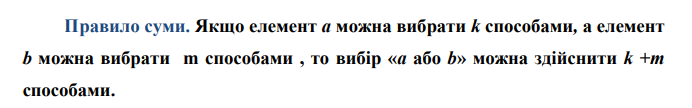 Правило суми. Якщо елемент a можна вибрати k способами, а елемент
b можна вибрати m способами , то вибір «a або b» можна здійснити k +m
способами.